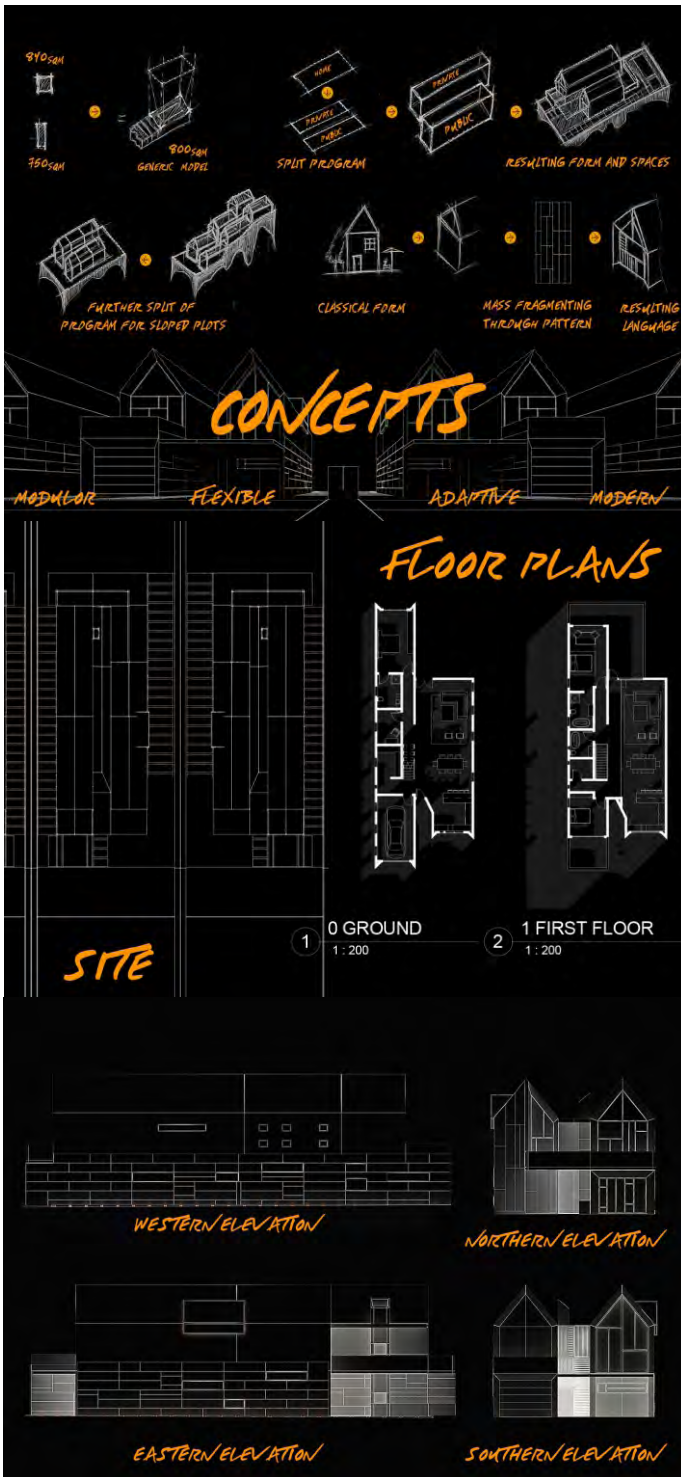 840SQM
750SQM
800SQM
GENERIC MODEL
HOME
PRIVATE
PUBLIC
SPLIT PROGRAM
PRIVATE
PUBLIC
RESULTING FORM AND SPACES
FURTHER SPLIT OF
PROGRAM FOR SLOPED PLOTS
CLASSICAL FORM
MASS FRAGMENTING
THROUGH PATTERN
RESULTING
LANGUAGE
CONCEPTS
MODULOR
FLEXIBLE
ADAPTIVE
MODERN
FLOOR PLANS
SITE
1
0 GROUND
1 : 200
2
1 FIRST FLOOR
1 : 200
WESTERN ELEVATION
NORTHERN ELEVATION
EASTERN ELEVATION
SOUTHERN ELEVATION